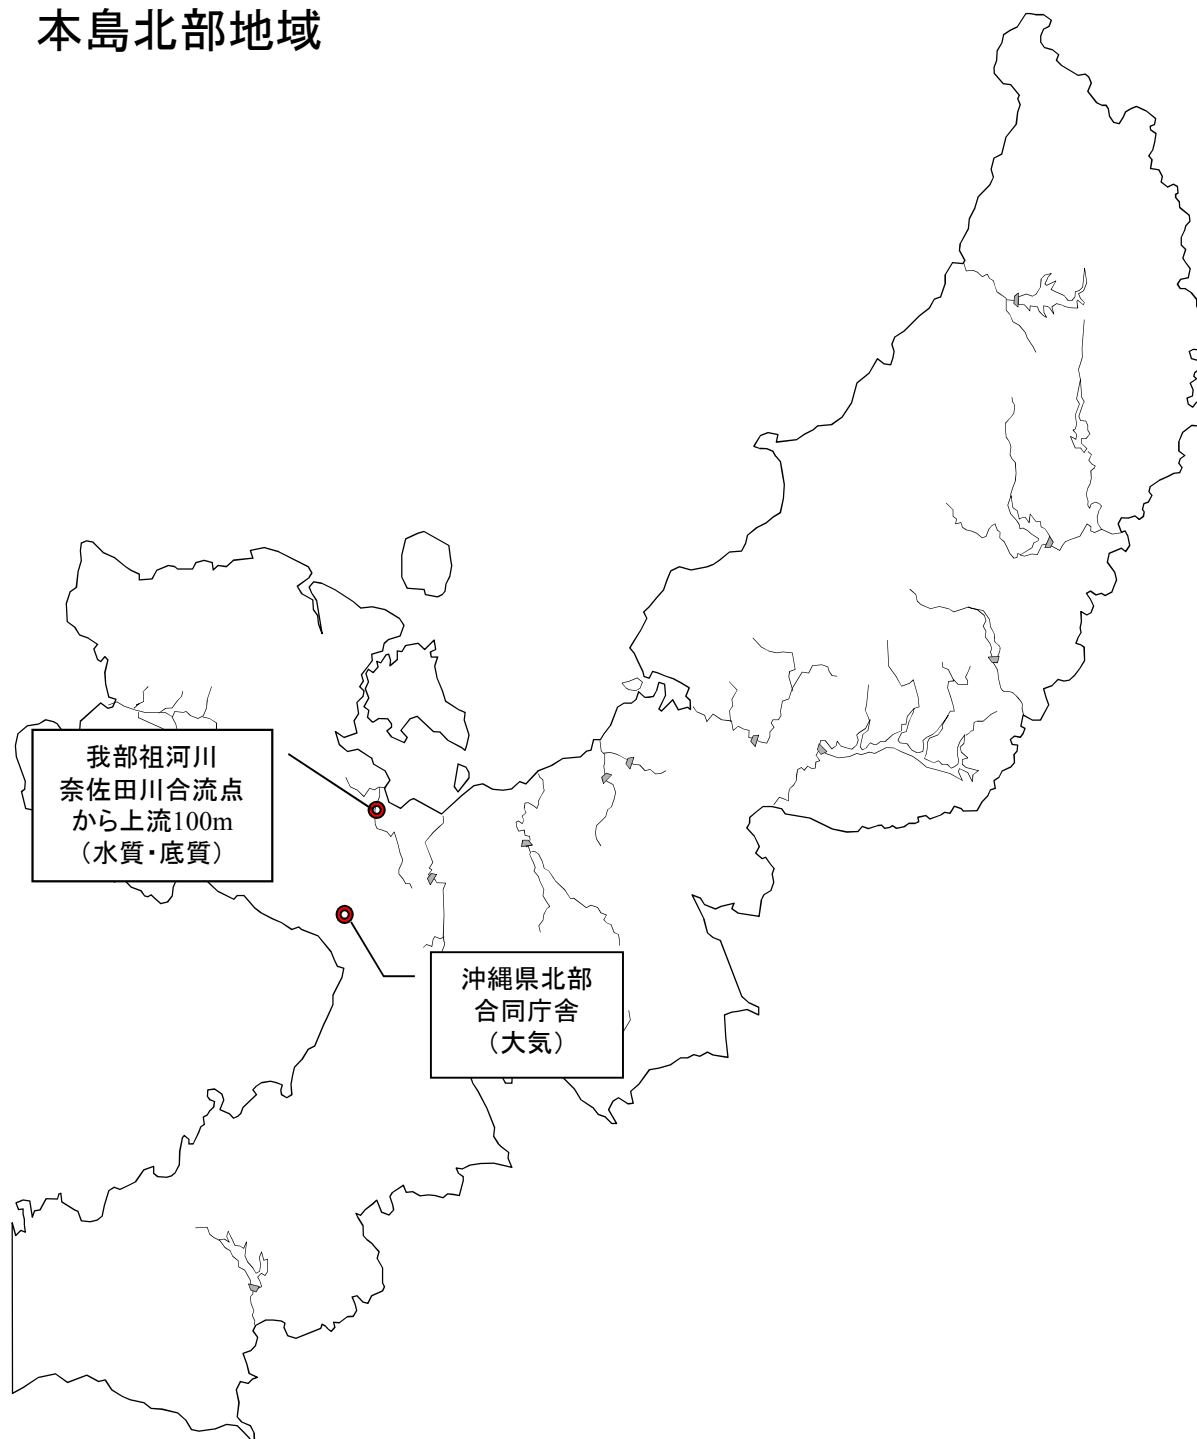 本島北部地域
我部祖河川
奈佐田川合流点
から上流100m
（水質・底質）
沖縄県北部
合同庁舎
（大気）